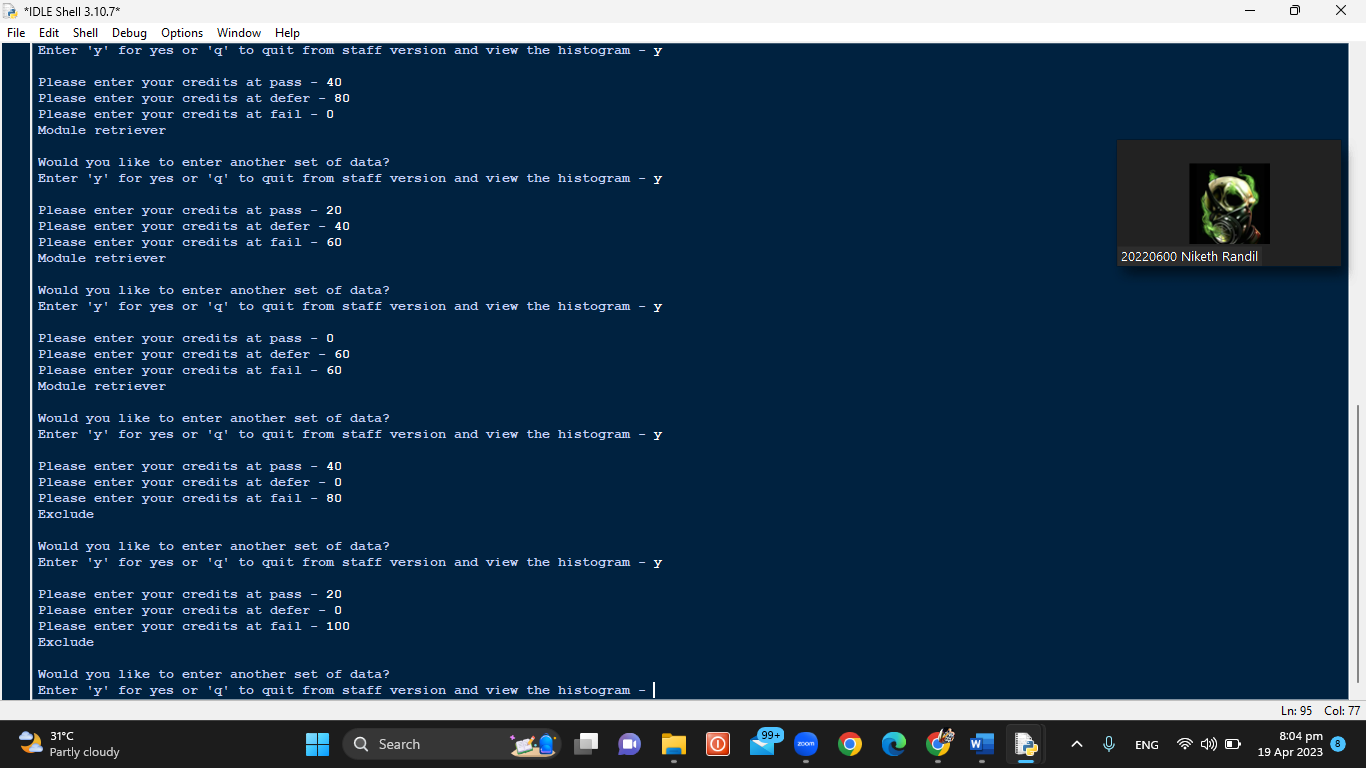 *IDLE Shell 3.10.7*
File Edit Shell Debug Options Window Help
Enter 'y' for yes or 'q' to quit from staff version and view the histogram - y
Please enter your credits at pass - 40
Please enter your credits at defer - 80
Please enter your credits at fail - 0
Module retriever
Would you like to enter another set of data?
Enter 'y' for yes or 'q' to quit from staff version and view the histogram - y
Please enter your credits at pass - 20
Please enter your credits at defer - 40
Please enter your credits at fail - 60
Module retriever
Would you like to enter another set of data?
Enter 'y' for yes or 'q' to quit from staff version and view the histogram - y
Please enter your credits at pass - 0
Please enter your credits at defer - 60
Please enter your credits at fail - 60
Module retriever
Would you like to enter another set of data?
Enter 'y' for yes or 'q' to quit from staff version and view the histogram - y
Please enter your credits at pass - 40
Please enter your credits at defer - 0
Please enter your credits at fail - 80
Exclude
Would you like to enter another set of data?
Enter 'y' for yes or 'q' to quit from staff version and view the histogram - y
Please enter your credits at pass - 20
Please enter your credits at defer - 0
Please enter your credits at fail - 100
Exclude
Would you like to enter another set of data?
Enter 'y' for yes or 'q' to quit from staff version and view the histogram -
20220600 Niketh Randil
Ln: 95 Col: 77
31°C
Partly cloudy
Search
99+
zoom
ENG
8:04 pm
19 Apr 2023
8